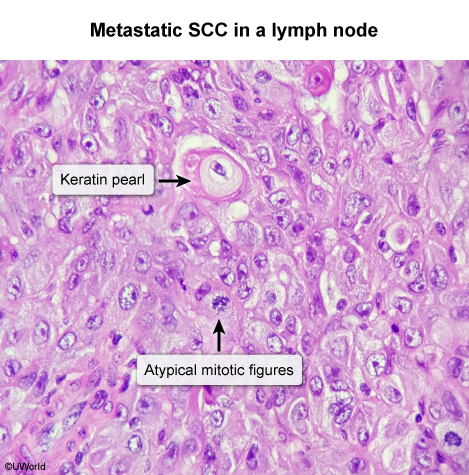 Metastatic SCC in a lymph node
Keratin pearl
Atypical mitotic figures
©UWorld